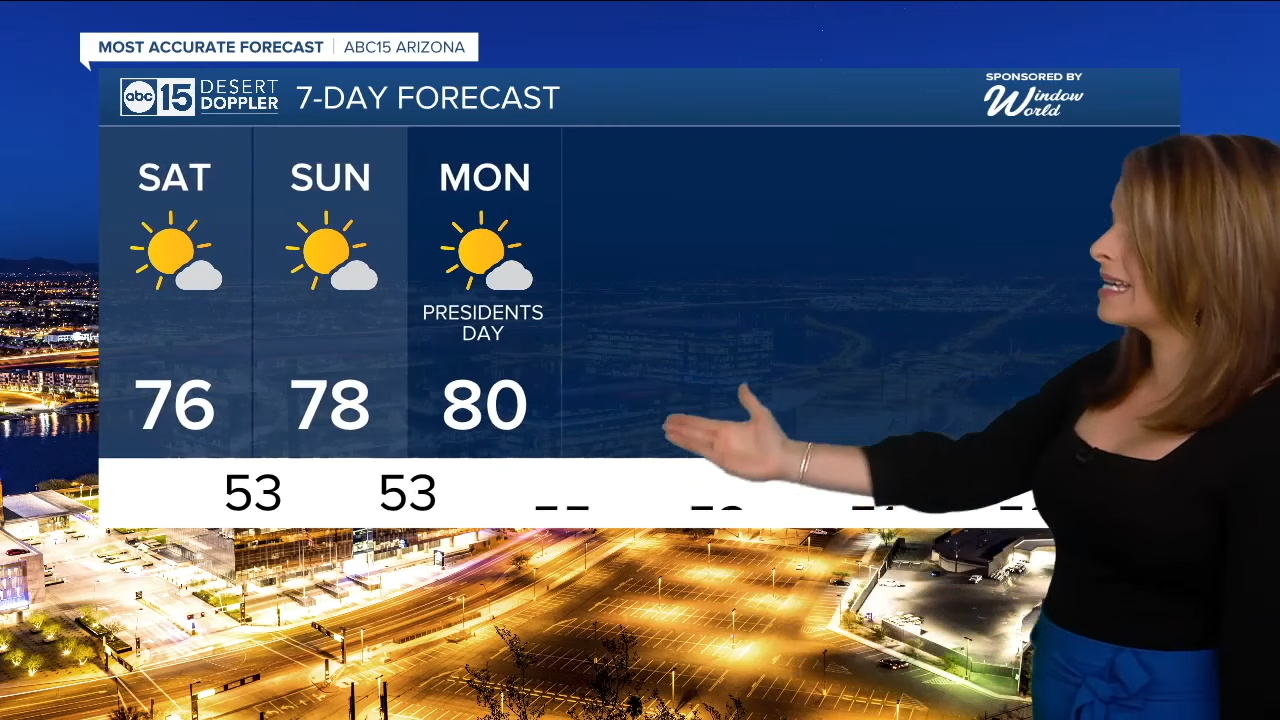 MOST ACCURATE FORECAST | ABC15 ARIZONA
abc 15 DESERT DOPPLER 7-DAY FORECAST
SPONSORED BY
Window World
SAT SUN MON
PRESIDENTS
DAY
76 78 80
53 53